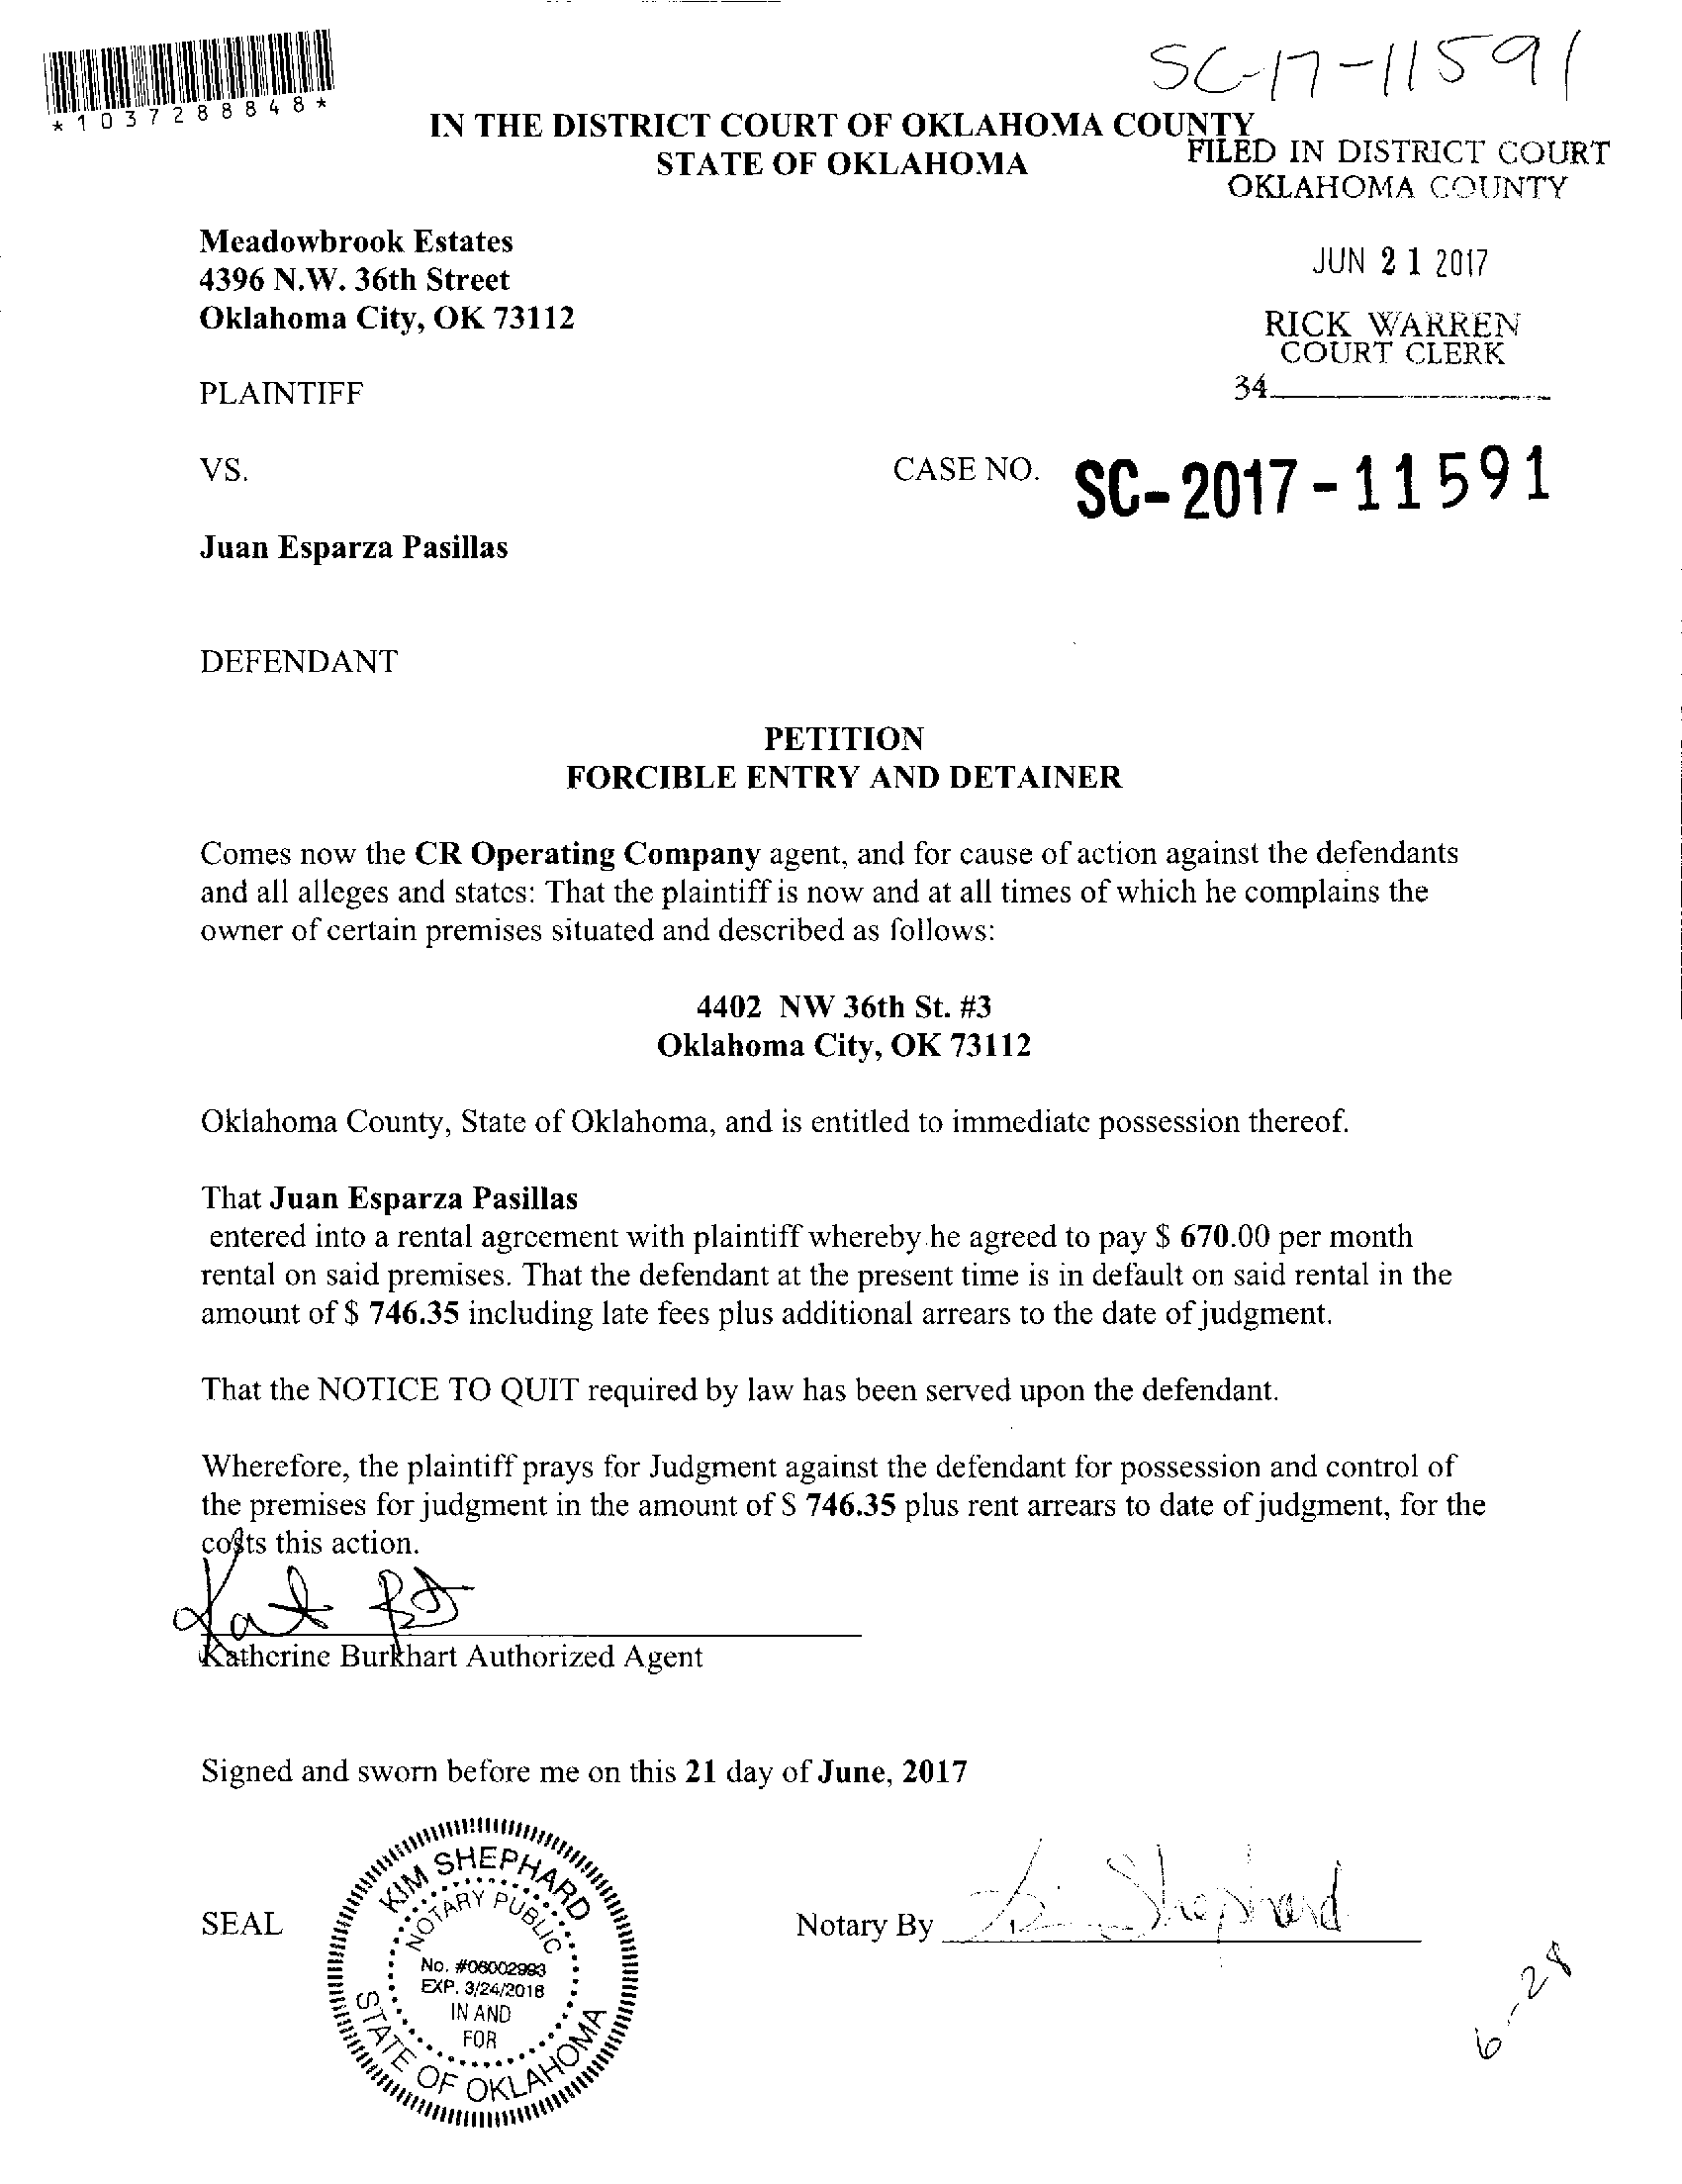 SC-17-11591
*1037288848*
IN THE DISTRICT COURT OF OKLAHOMA COUNTY
STATE OF OKLAHOMA
FILED IN DISTRICT COURT
OKLAHOMA COUNTY
JUN 21 2017
RICK WARREN
COURT CLERK
34
Meadowbrook Estates
4396 N.W. 36th Street
Oklahoma City, OK 73112
PLAINTIFF
VS.
CASE NO. SC-2017-11591
Juan Esparza Pasillas
DEFENDANT
PETITION
FORCIBLE ENTRY AND DETAINER
Comes now the CR Operating Company agent, and for cause of action against the defendants
and all alleges and states: That the plaintiff is now and at all times of which he complains the
owner of certain premises situated and described as follows:
4402 NW 36th St. #3
Oklahoma City, OK 73112
Oklahoma County, State of Oklahoma, and is entitled to immediate possession thereof.
That Juan Esparza Pasillas
entered into a rental agreement with plaintiff whereby he agreed to pay $ 670.00 per month
rental on said premises. That the defendant at the present time is in default on said rental in the
amount of $ 746.35 including late fees plus additional arrears to the date of judgment.
That the NOTICE TO QUIT required by law has been served upon the defendant.
Wherefore, the plaintiff prays for Judgment against the defendant for possession and control of
the premises for judgment in the amount of $ 746.35 plus rent arrears to date of judgment, for the
costs this action.
Katherine Burkhart Authorized Agent
Signed and sworn before me on this 21 day of June, 2017
SEAL
KIM SHEPHARD
NOTARY PUBLIC
No. #06002993
EXP. 3/24/2018
IN AND
FOR
STATE OF OKLAHOMA
Notary By Kim Shephard
6-28